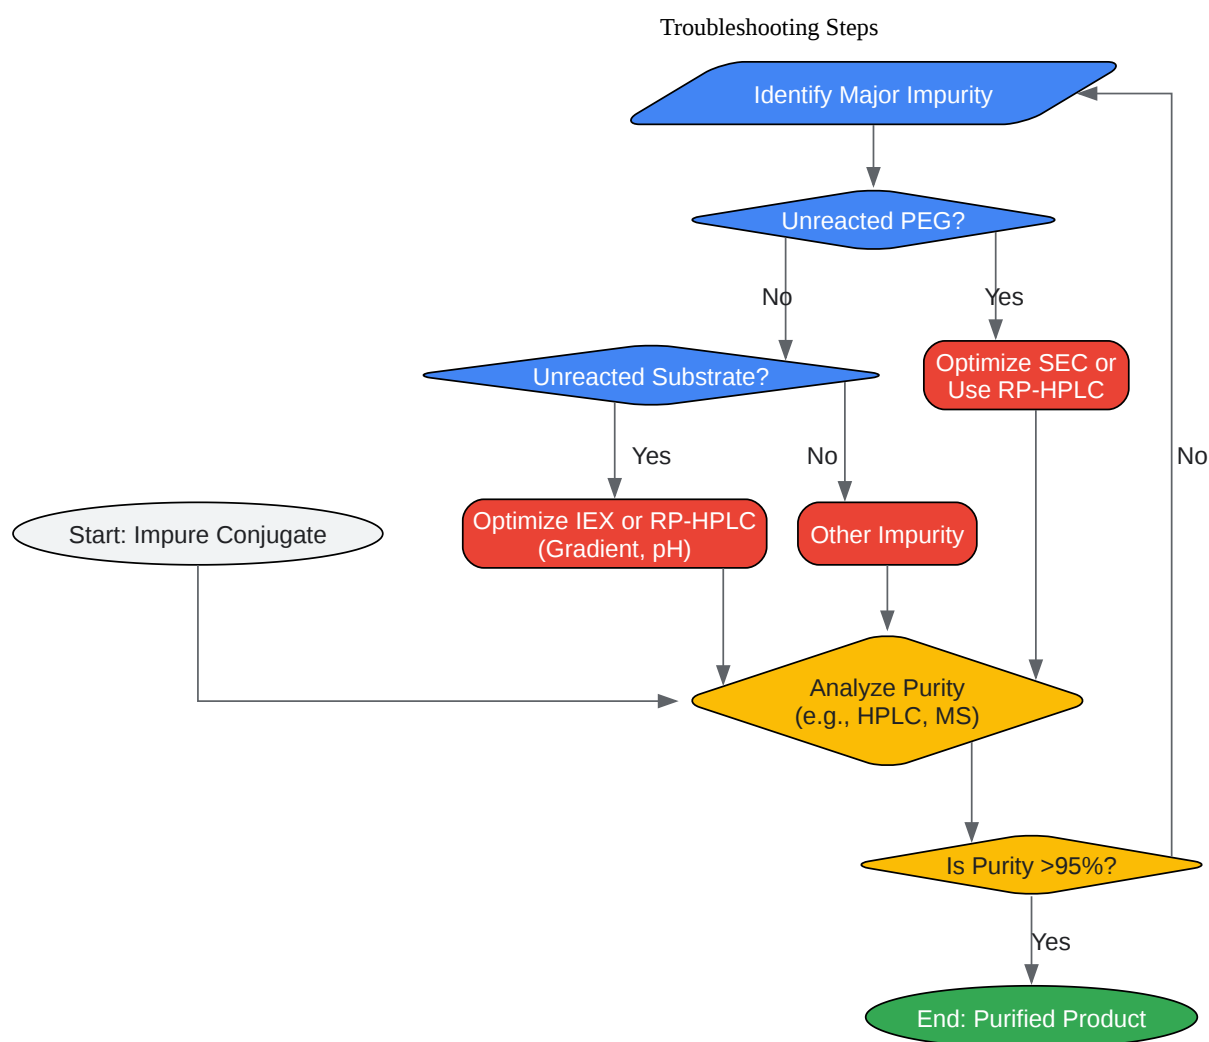 Troubleshooting Steps
Identify Major Impurity
Unreacted PEG?
No
Yes
Optimize SEC or
Use RP-HPLC
Unreacted Substrate?
Yes
No
No
Optimize IEX or RP-HPLC
(Gradient, pH)
Other Impurity
Start: Impure Conjugate
Analyze Purity
(e.g., HPLC, MS)
Is Purity >95%?
Yes
End: Purified Product